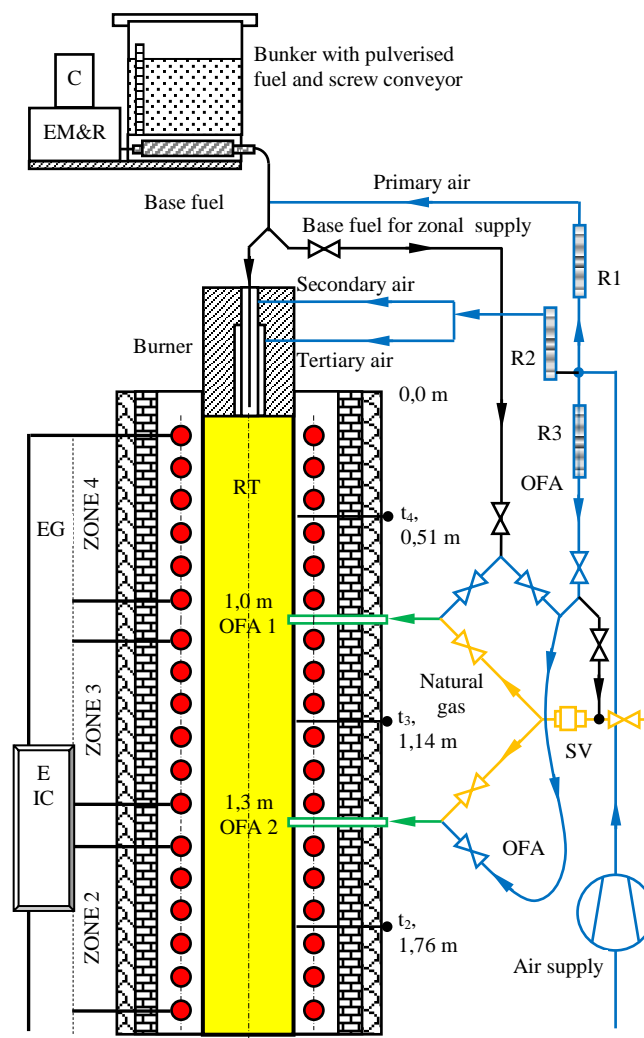 Bunker with pulverised
fuel and screw conveyor
C
EM&R
Primary air
Base fuel
Base fuel for zonal supply
R1
Secondary air
Burner
R2
Tertiary air
0,0 m
R3
RT
OFA
EG
ZONE 4
t4,
0,51 m
1,0 m
OFA 1
Natural
gas
ZONE 3
t3,
1,14 m
SV
E
IC
1,3 m
OFA 2
OFA
ZONE 2
t2,
1,76 m
Air supply